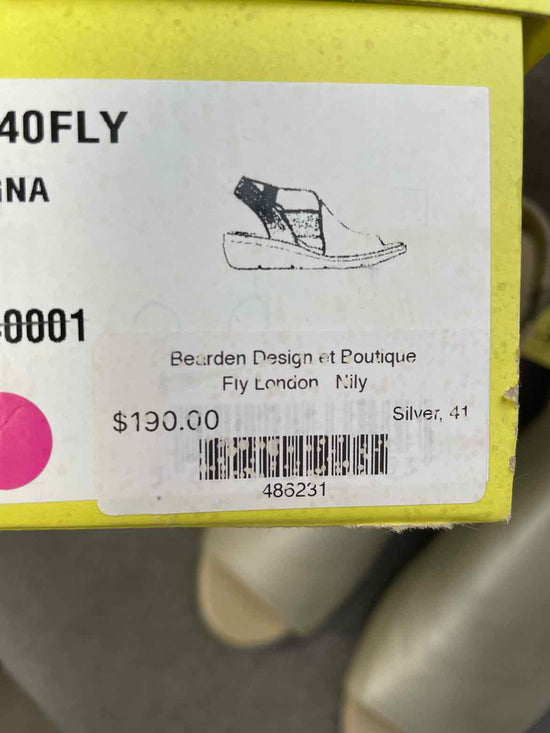 40FLY
NA
0001
Bearden Design et Boutique
Fly London Nily
$190.00
Silver, 41
486231